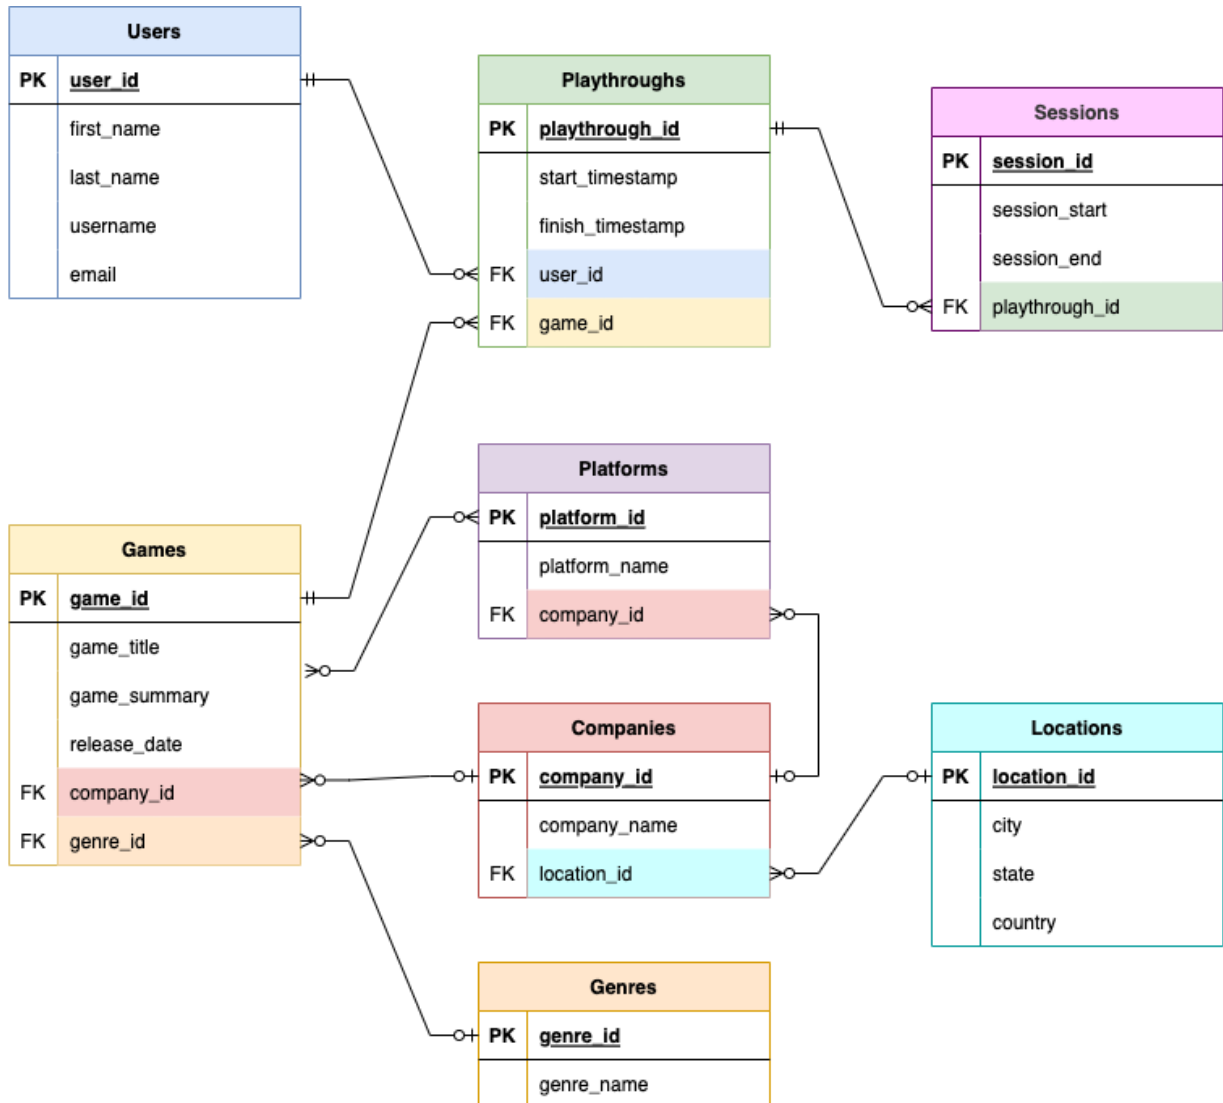 Users
PK user_id
first_name
last_name
username
email
Playthroughs
PK playthrough_id
start_timestamp
finish_timestamp
FK user_id
FK game_id
Sessions
PK session_id
session_start
session_end
FK playthrough_id
Games
PK game_id
game_title
game_summary
release_date
FK company_id
FK genre_id
Platforms
PK platform_id
platform_name
FK company_id
Companies
PK company_id
company_name
FK location_id
Locations
PK location_id
city
state
country
Genres
PK genre_id
genre_name